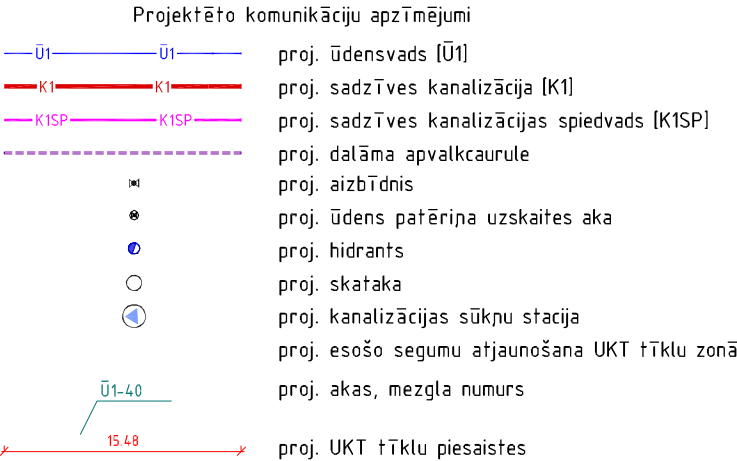 Projektēto komunikāciju apzīmējumi
Ū1 Ū1 proj. ūdensvads [Ū1]
K1 K1 proj. sadzīves kanalizācija [K1]
K1SP K1SP proj. sadzīves kanalizācijas spiedvads [K1SP]
proj. dalāma apvalkcaurule
proj. aizbīdnis
proj. ūdens patēriņa uzskaites aka
proj. hidrants
proj. skataka
proj. kanalizācijas sūkņu stacija
proj. esošo segumu atjaunošana UKT tīklu zonā
Ū1-40 proj. akas, mezgla numurs
15.48 proj. UKT tīklu piesaistes